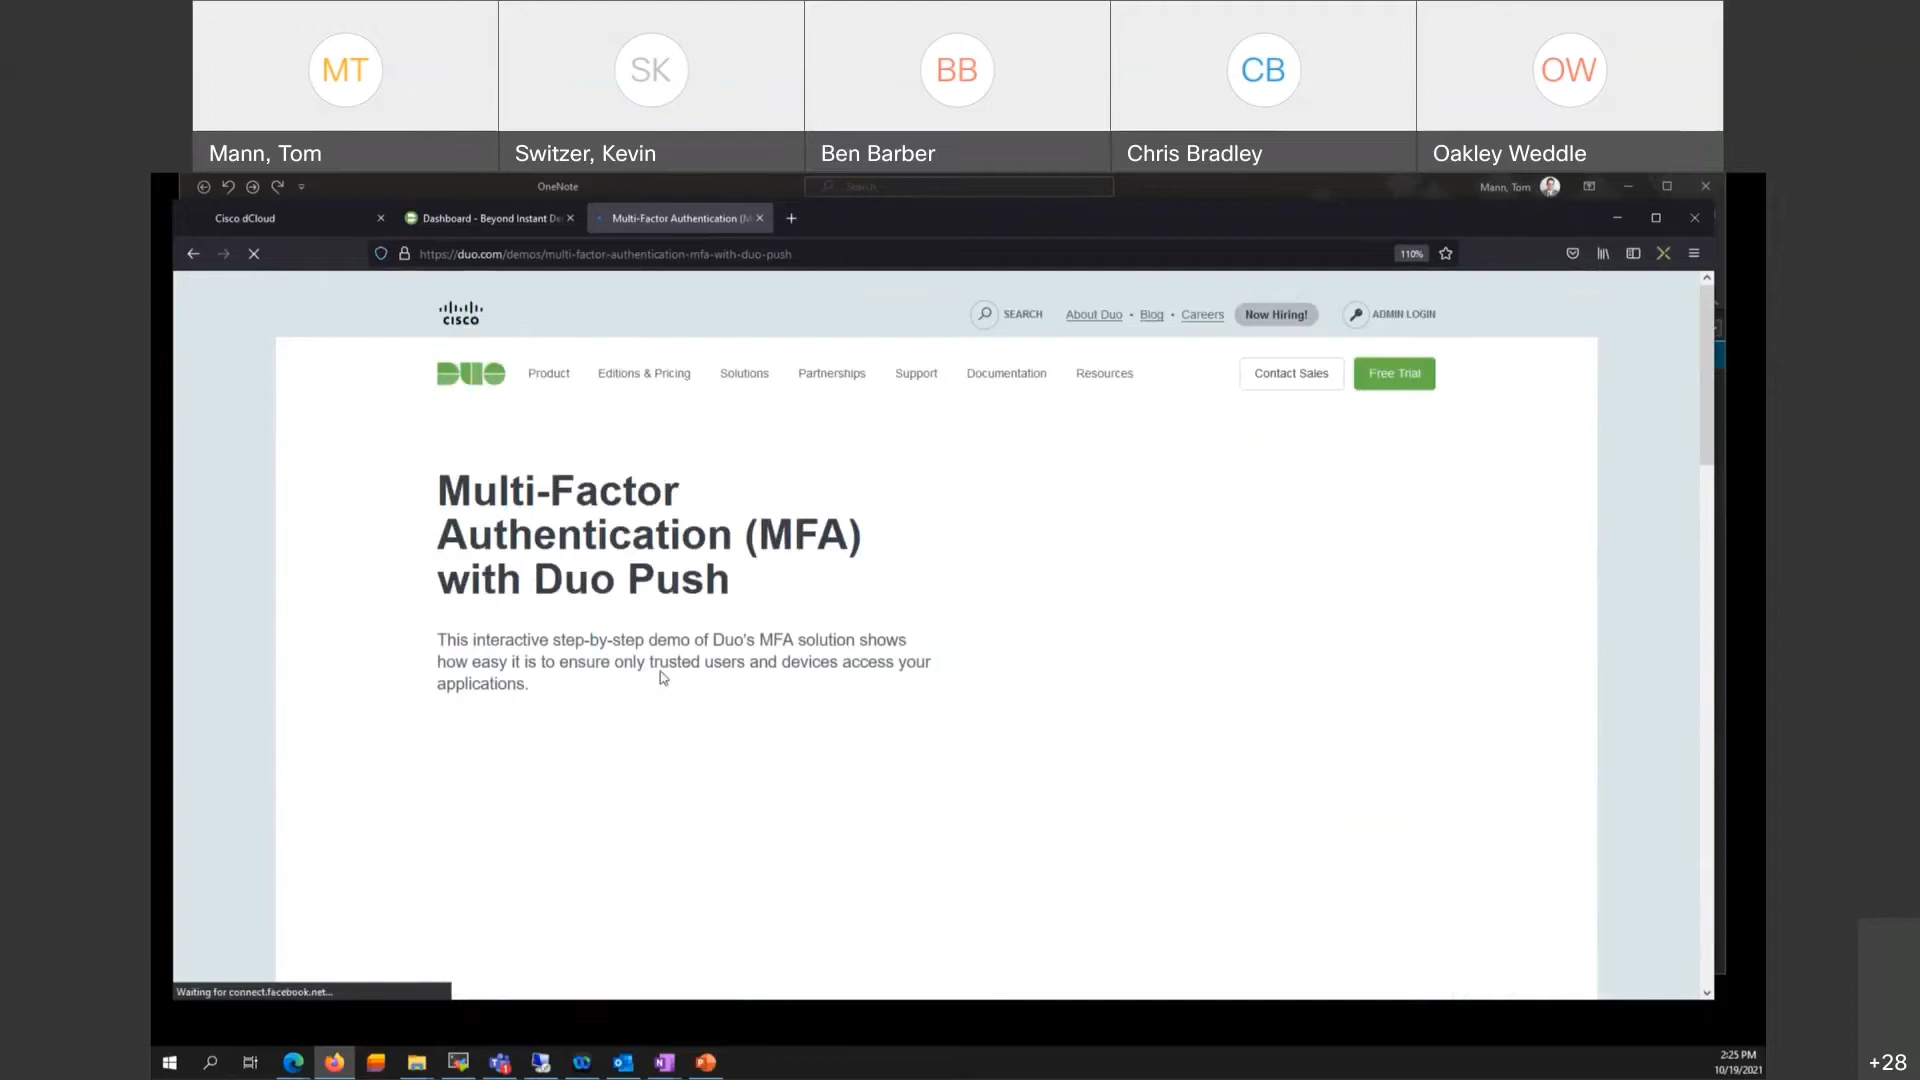 MT
SK
BB
CB
OW
Mann, Tom
Switzer, Kevin
Ben Barber
Chris Bradley
Oakley Weddle
OneNote
Search
Mann, Tom
Cisco dCloud
Dashboard - Beyond Instant De
Multi-Factor Authentication (M
https://duo.com/demos/multi-factor-authentication-mfa-with-duo-push
110%
CISCO
SEARCH
About Duo • Blog • Careers
Now Hiring!
ADMIN LOGIN
DUO
Product
Editions & Pricing
Solutions
Partnerships
Support
Documentation
Resources
Contact Sales
Free Trial
Multi-Factor
Authentication (MFA)
with Duo Push
This interactive step-by-step demo of Duo's MFA solution shows
how easy it is to ensure only trusted users and devices access your
applications.
Waiting for connect.facebook.net...
2:25 PM
10/19/2021
+28